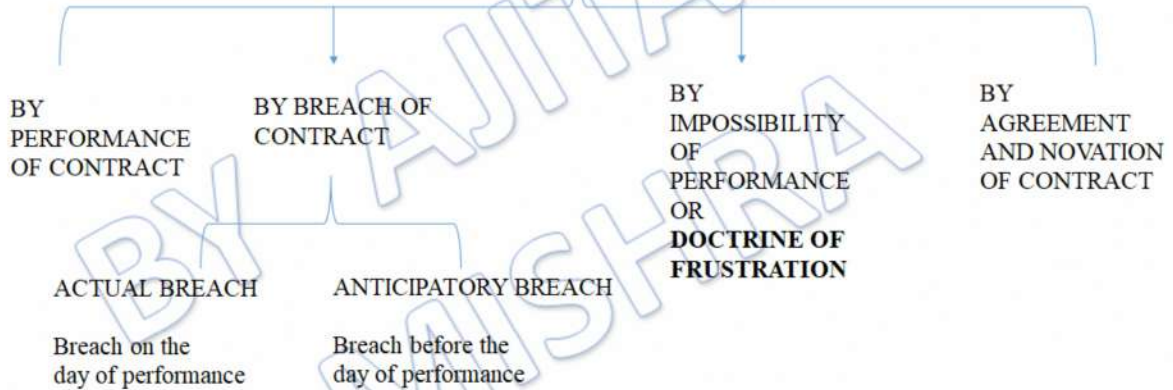 BY
PERFORMANCE
OF CONTRACT
BY BREACH OF
CONTRACT
BY
IMPOSSIBILITY
OF
PERFORMANCE
OR
DOCTRINE OF
FRUSTRATION
BY
AGREEMENT
AND NOVATION
OF CONTRACT
ACTUAL BREACH
Breach on the
day of performance
ANTICIPATORY BREACH
Breach before the
day of performance
BY AJITA
MISHRA